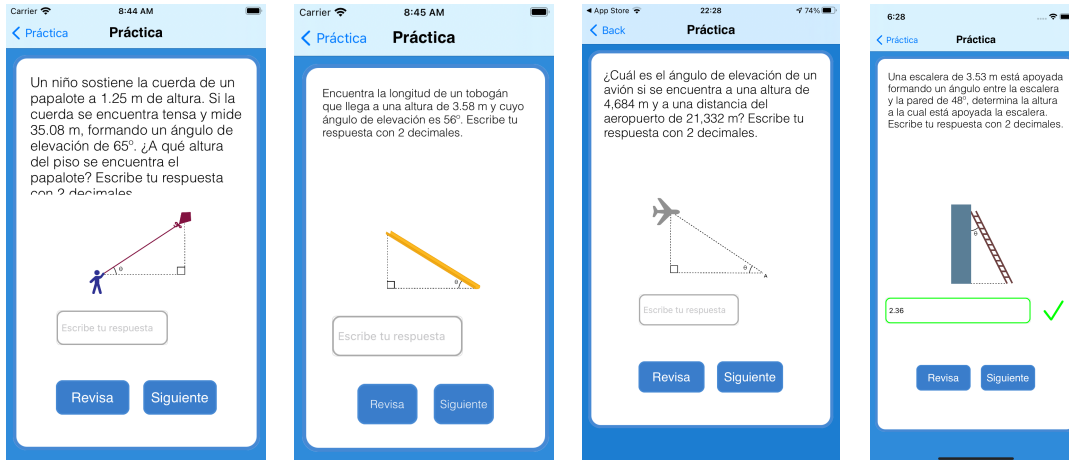 Carrier 8:44 AM
Práctica Práctica
Un niño sostiene la cuerda de un
papalote a 1.25 m de altura. Si la
cuerda se encuentra tensa y mide
35.08 m, formando un ángulo de
elevación de 65°. ¿A qué altura
del piso se encuentra el
papalote? Escribe tu respuesta
con 2 decimales
θ
Escribe tu respuesta
Revisa Siguiente
Carrier 8:45 AM
Práctica Práctica
Encuentra la longitud de un tobogán
que llega a una altura de 3.58 m y cuyo
ángulo de elevación es 56°. Escribe tu
respuesta con 2 decimales.
θ
Escribe tu respuesta
Revisa Siguiente
App Store 22:28 74%
Back Práctica
¿Cuál es el ángulo de elevación de un
avión si se encuentra a una altura de
4,684 m y a una distancia del
aeropuerto de 21,332 m? Escribe tu
respuesta con 2 decimales.
θ
A
Escribe tu respuesta
Revisa Siguiente
6:28
Práctica Práctica
Una escalera de 3.53 m está apoyada
formando un ángulo entre la escalera
y la pared de 48°, determina la altura
a la cual está apoyada la escalera.
Escribe tu respuesta con 2 decimales.
θ
2.36
Revisa Siguiente